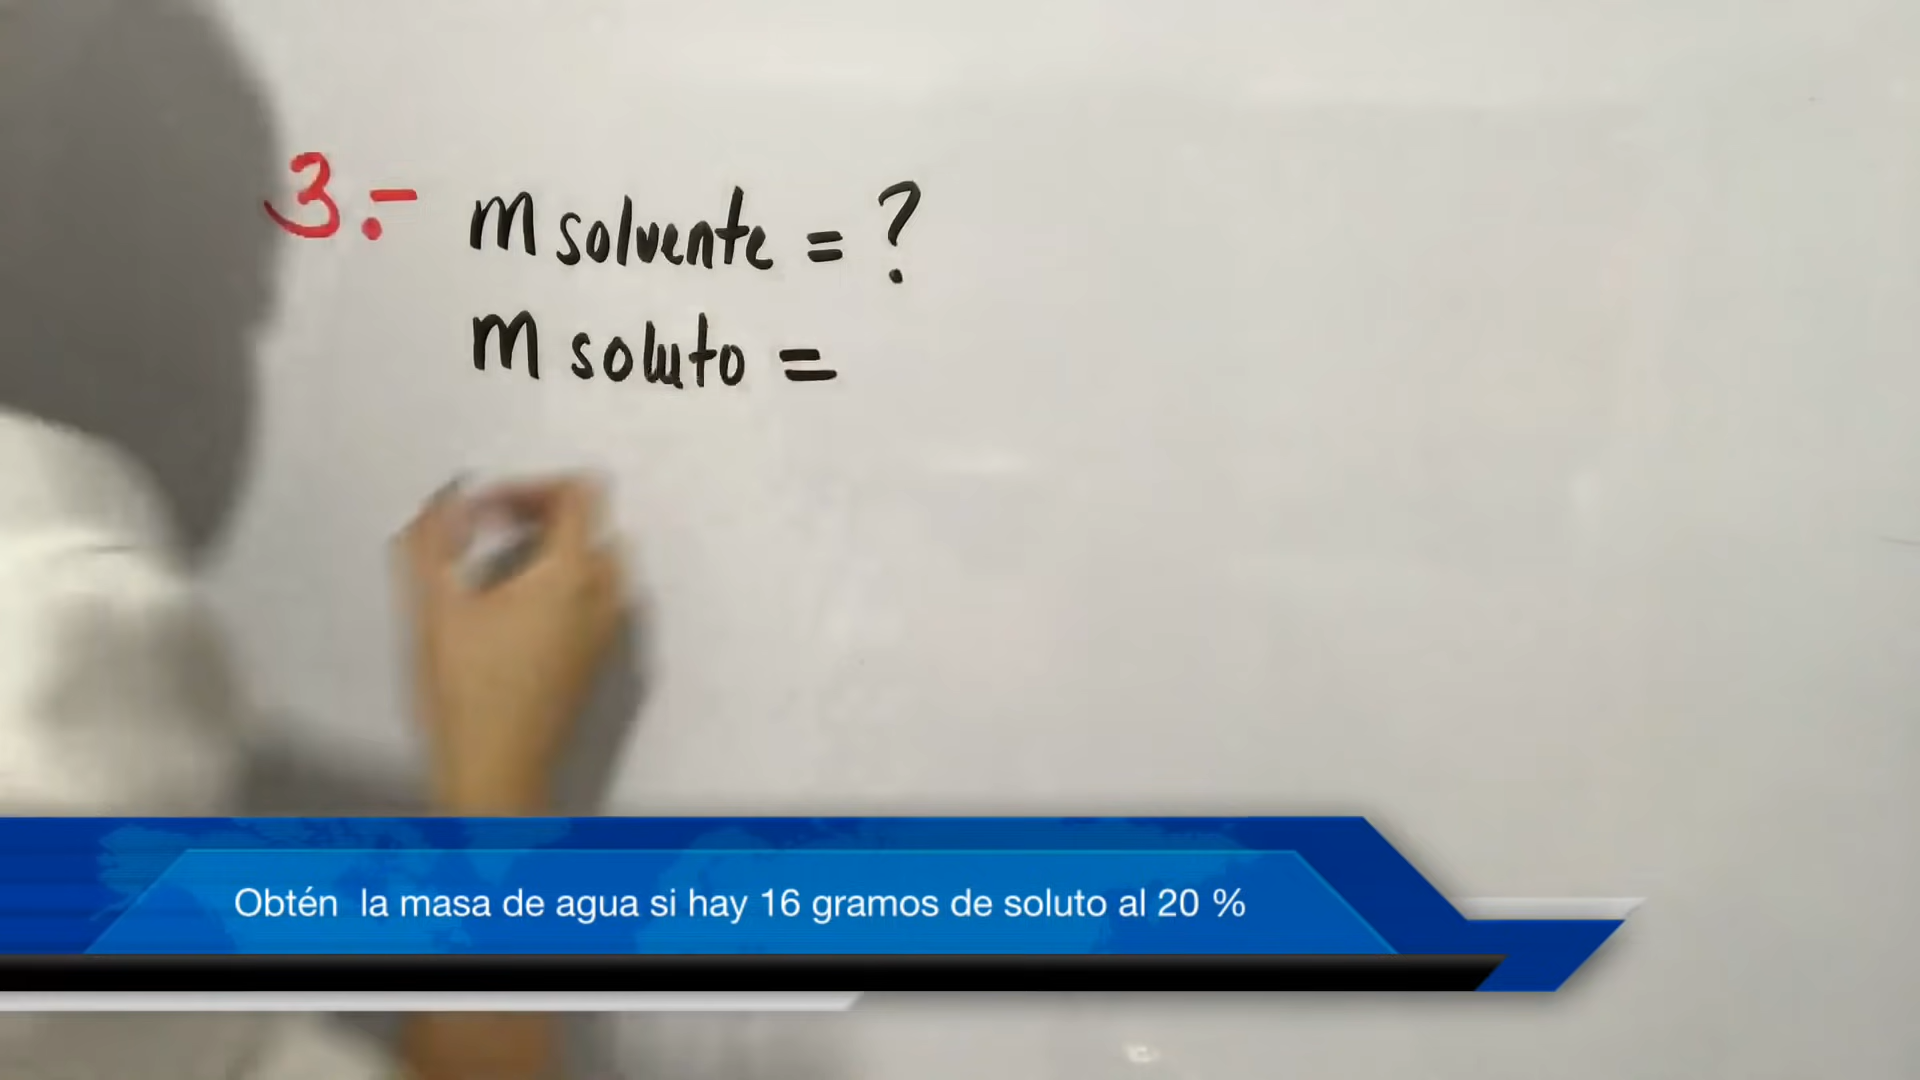 3.- m solvente = ?
m soluto =
Obtén la masa de agua si hay 16 gramos de soluto al 20 %